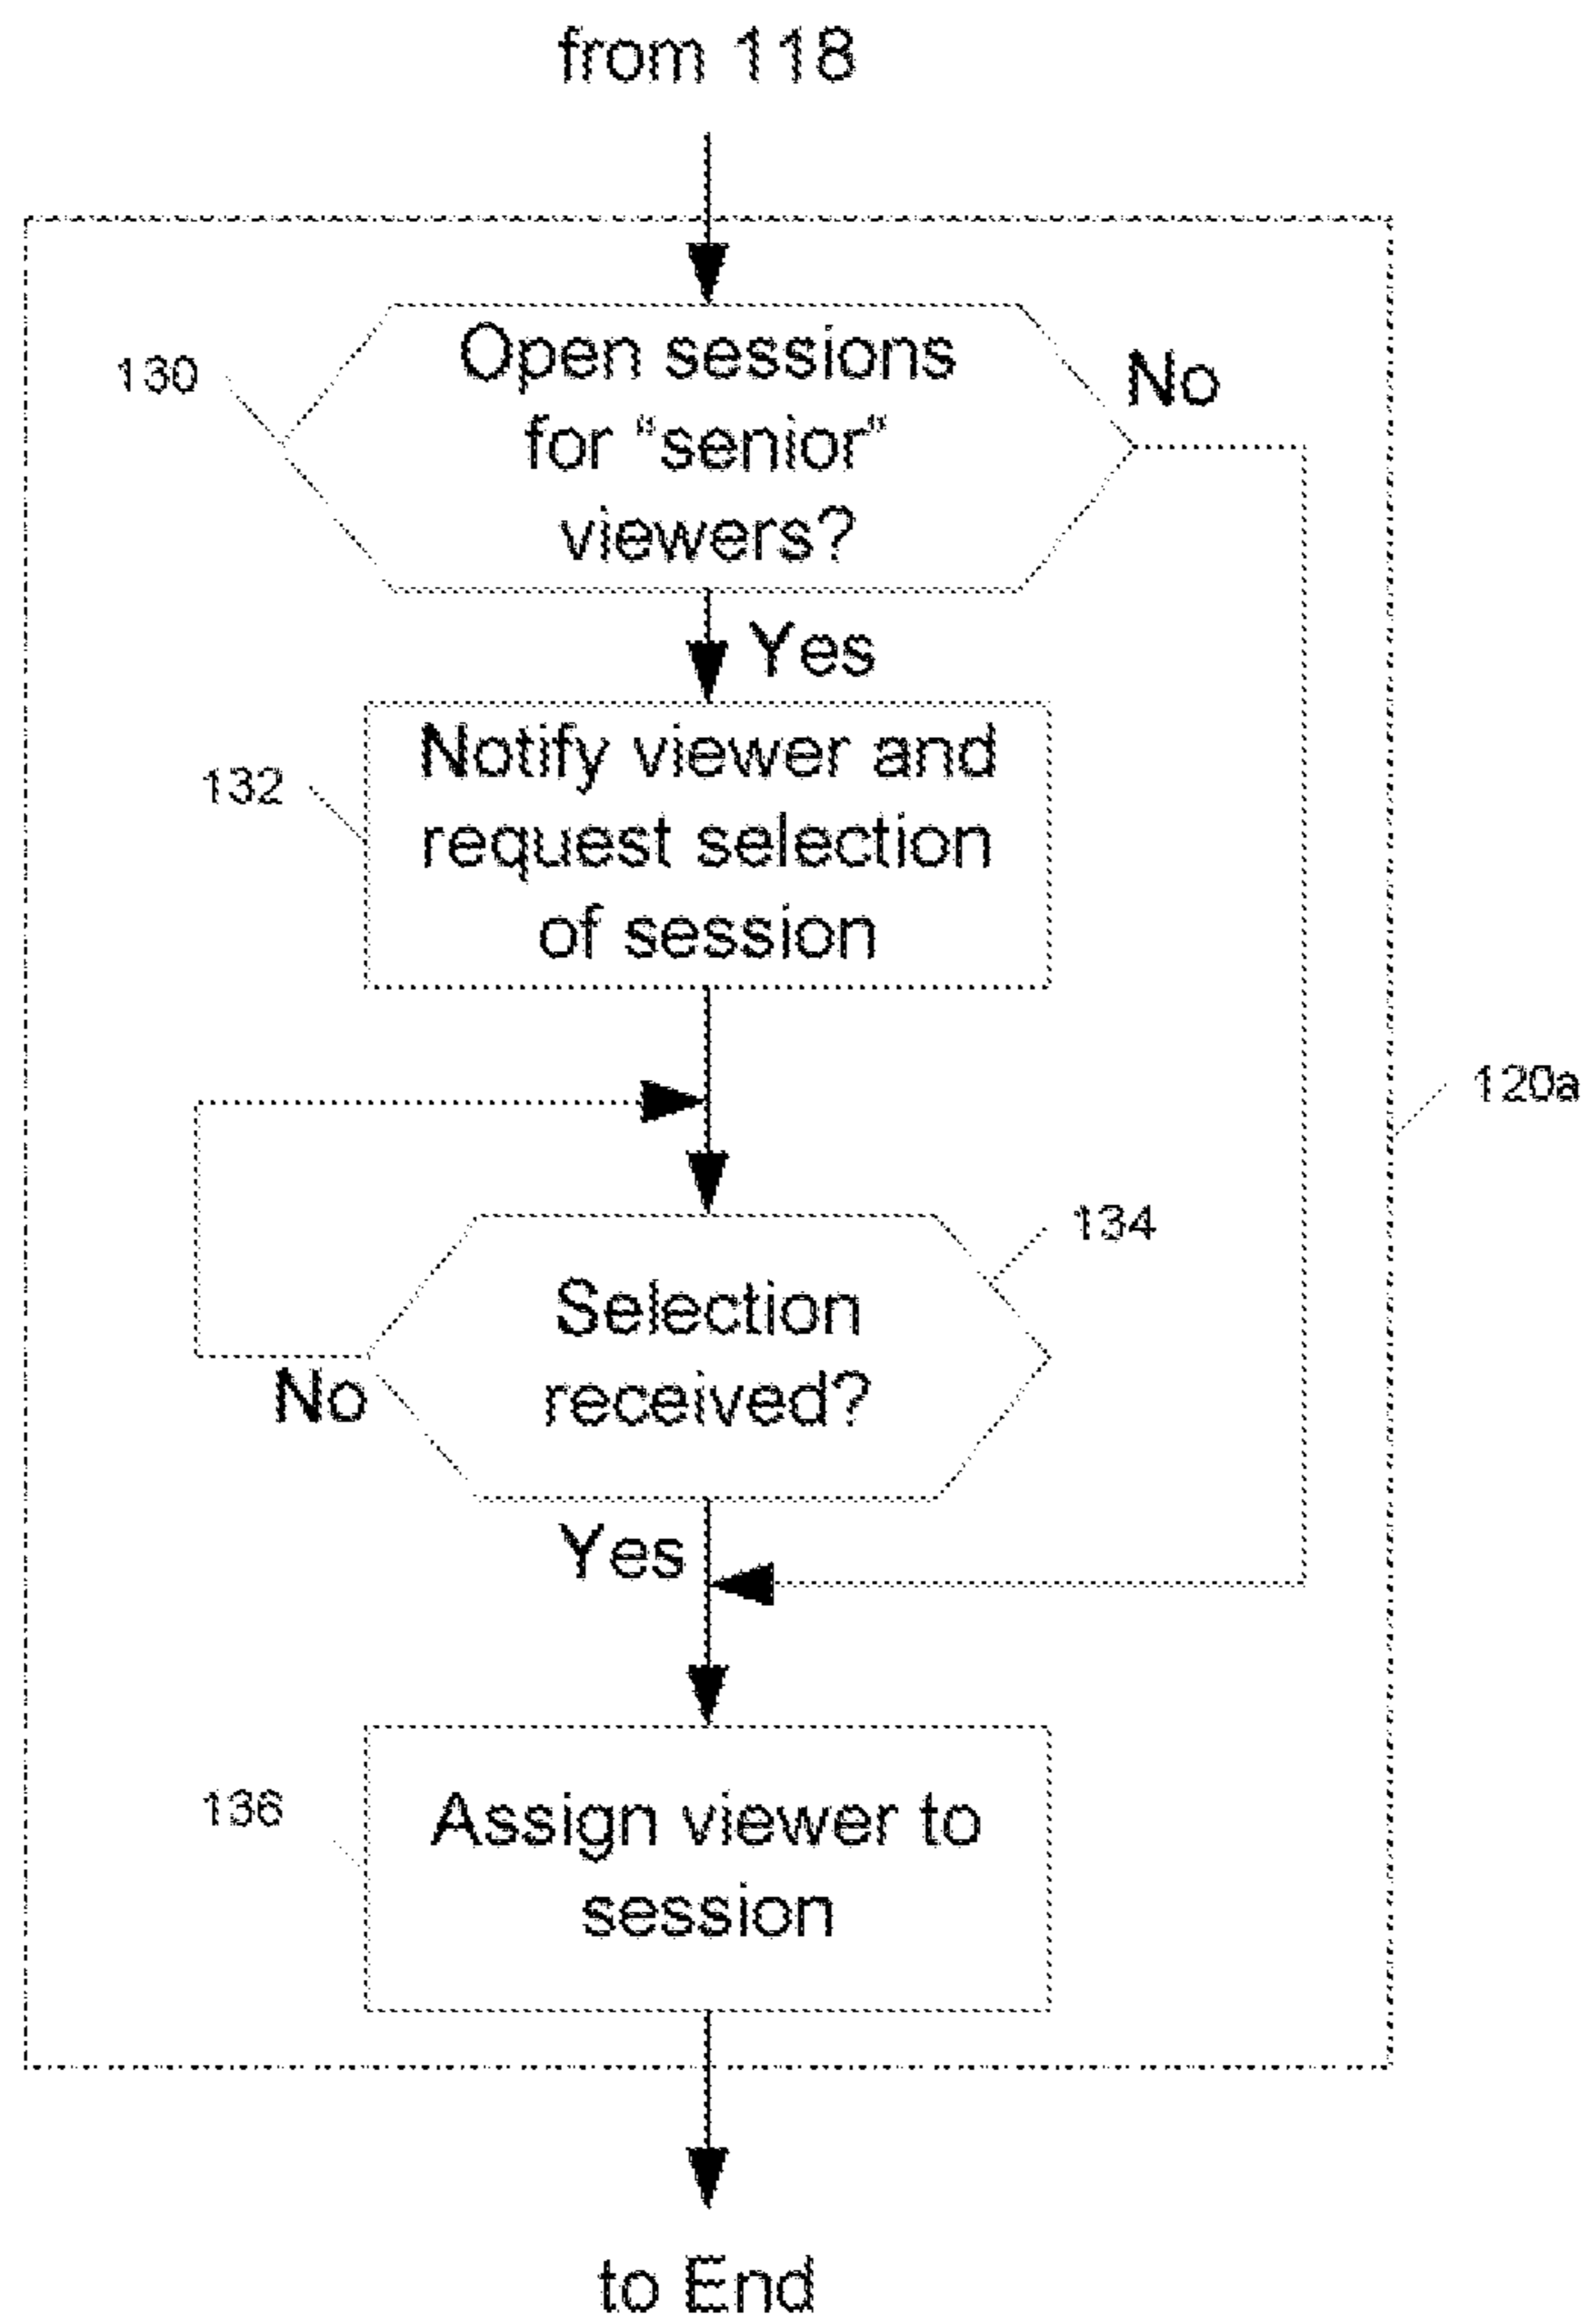 from 118
Open sessions
for “senior”
viewers?
130
No
Yes
Notify viewer and
request selection
of session
132
120a
134
Selection
received?
No
Yes
Assign viewer to
session
136
to End